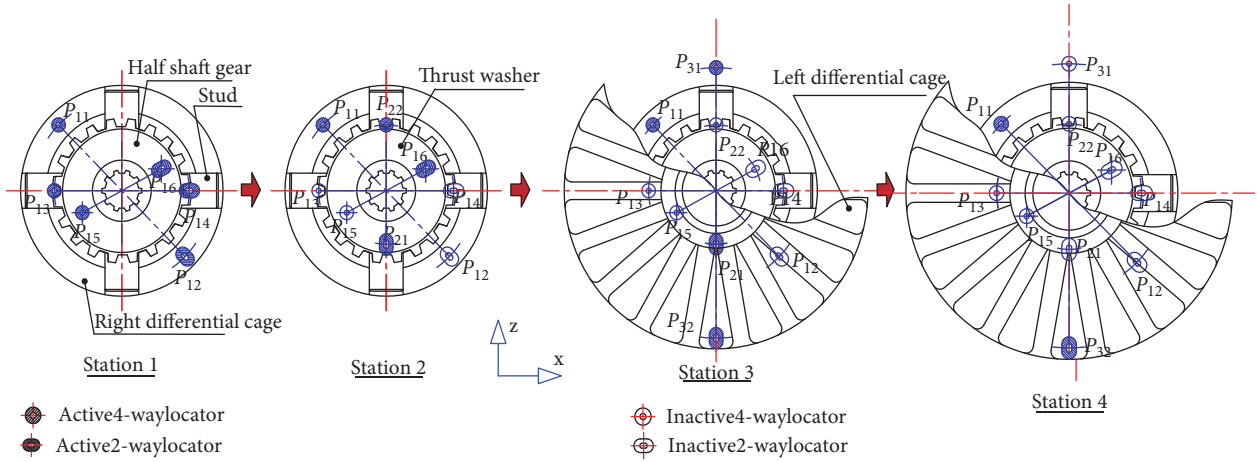 Half shaft gear
Stud
P11
P16
P13
P14
P15
P12
Right differential cage
Station 1
Thrust washer
P11
P22
P16
P13
P14
P15
P21
P12
Station 2
z
x
P31
Left differential cage
P11
P22
P16
P13
P14
P15
P21
P12
P32
Station 3
P31
P11
P22
P16
P13
P14
P15
P21
P12
P32
Station 4
Active4-waylocator
Active2-waylocator
Inactive4-waylocator
Inactive2-waylocator